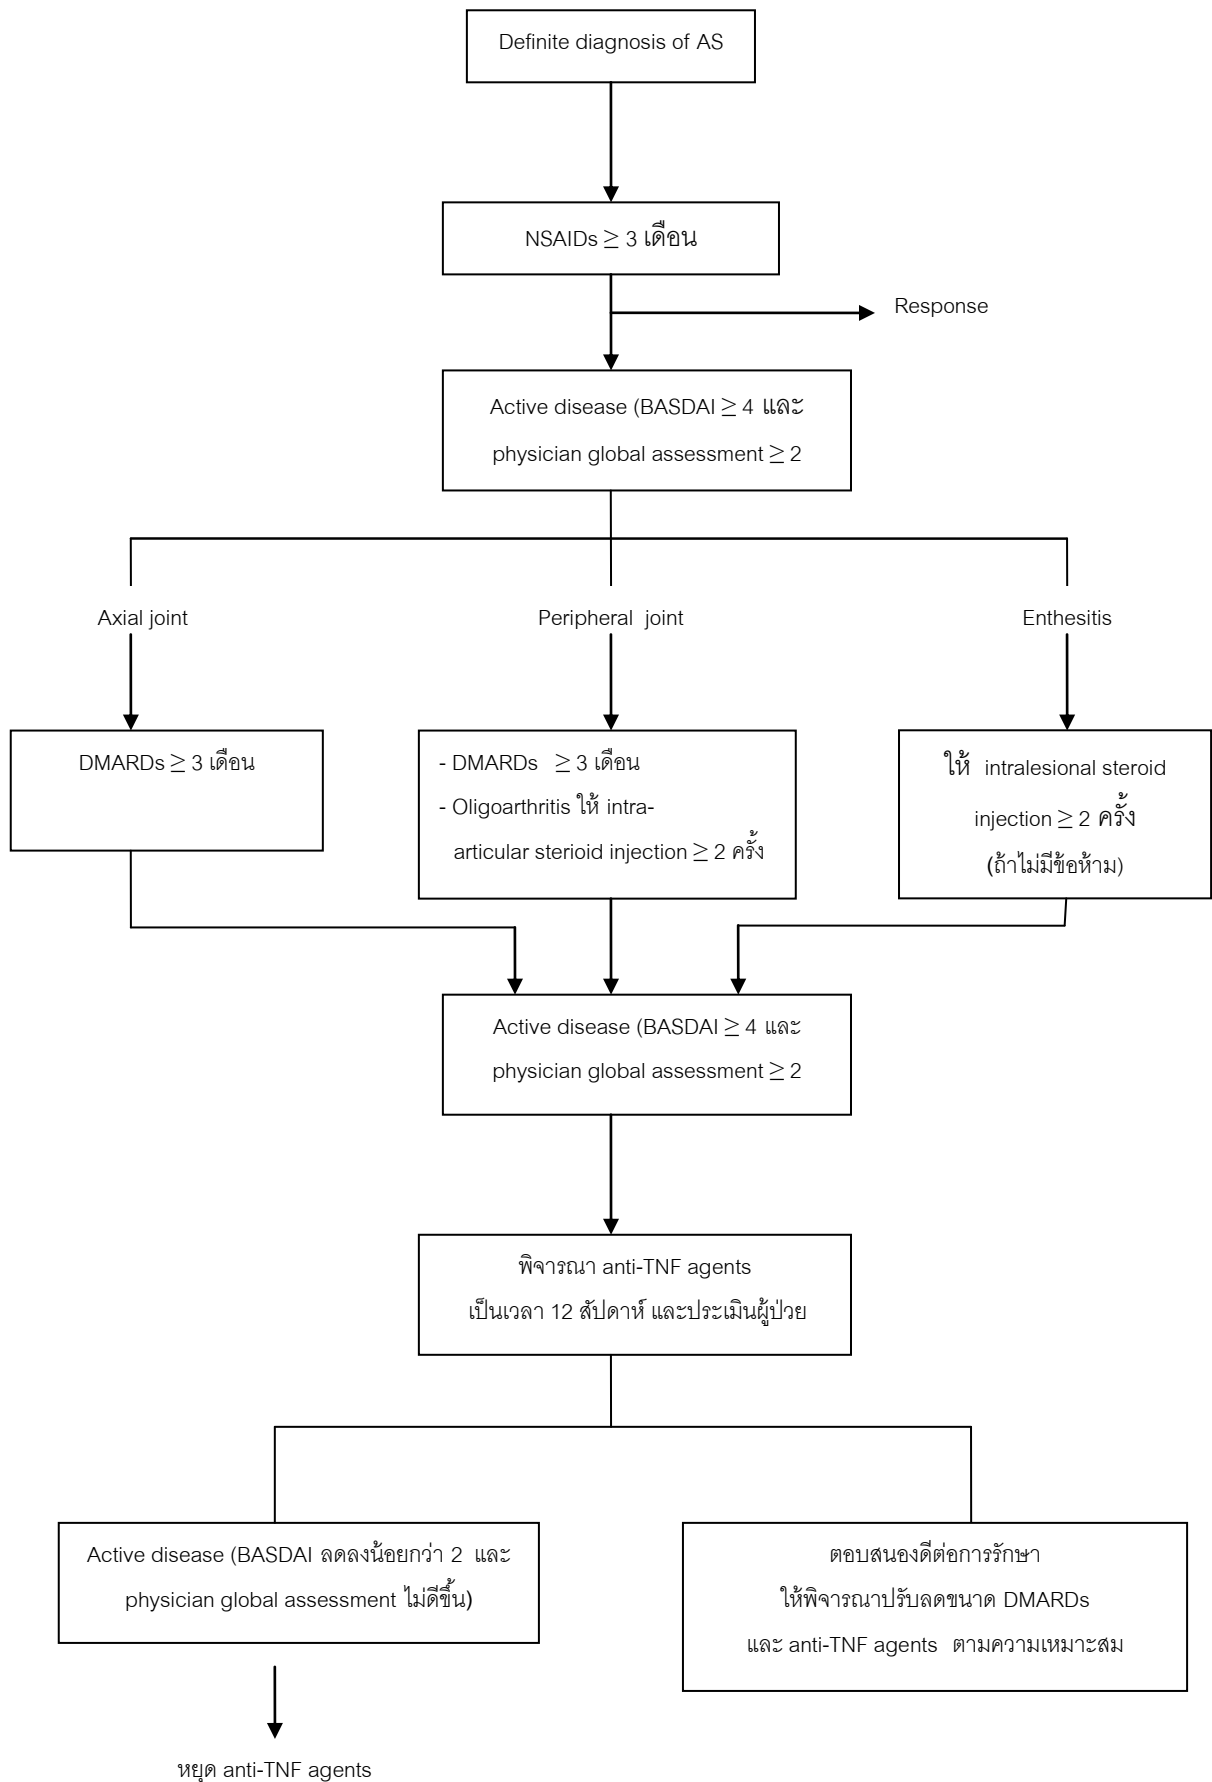 Definite diagnosis of AS
NSAIDs ≥ 3 เดือน
Response
Active disease (BASDAI ≥ 4 และ
physician global assessment ≥ 2
Axial joint
Peripheral joint
Enthesitis
DMARDs ≥ 3 เดือน
- DMARDs ≥ 3 เดือน
- Oligoarthritis ให้ intra-
articular sterioid injection ≥ 2 ครั้ง
ให้ intralesional steroid
injection ≥ 2 ครั้ง
(ถ้าไม่มีข้อห้าม)
Active disease (BASDAI ≥ 4 และ
physician global assessment ≥ 2
พิจารณา anti-TNF agents
เป็นเวลา 12 สัปดาห์ และประเมินผู้ป่วย
Active disease (BASDAI ลดลงน้อยกว่า 2 และ
physician global assessment ไม่ดีขึ้น)
ตอบสนองดีต่อการรักษา
ให้พิจารณาปรับลดขนาด DMARDs
และ anti-TNF agents ตามความเหมาะสม
หยุด anti-TNF agents